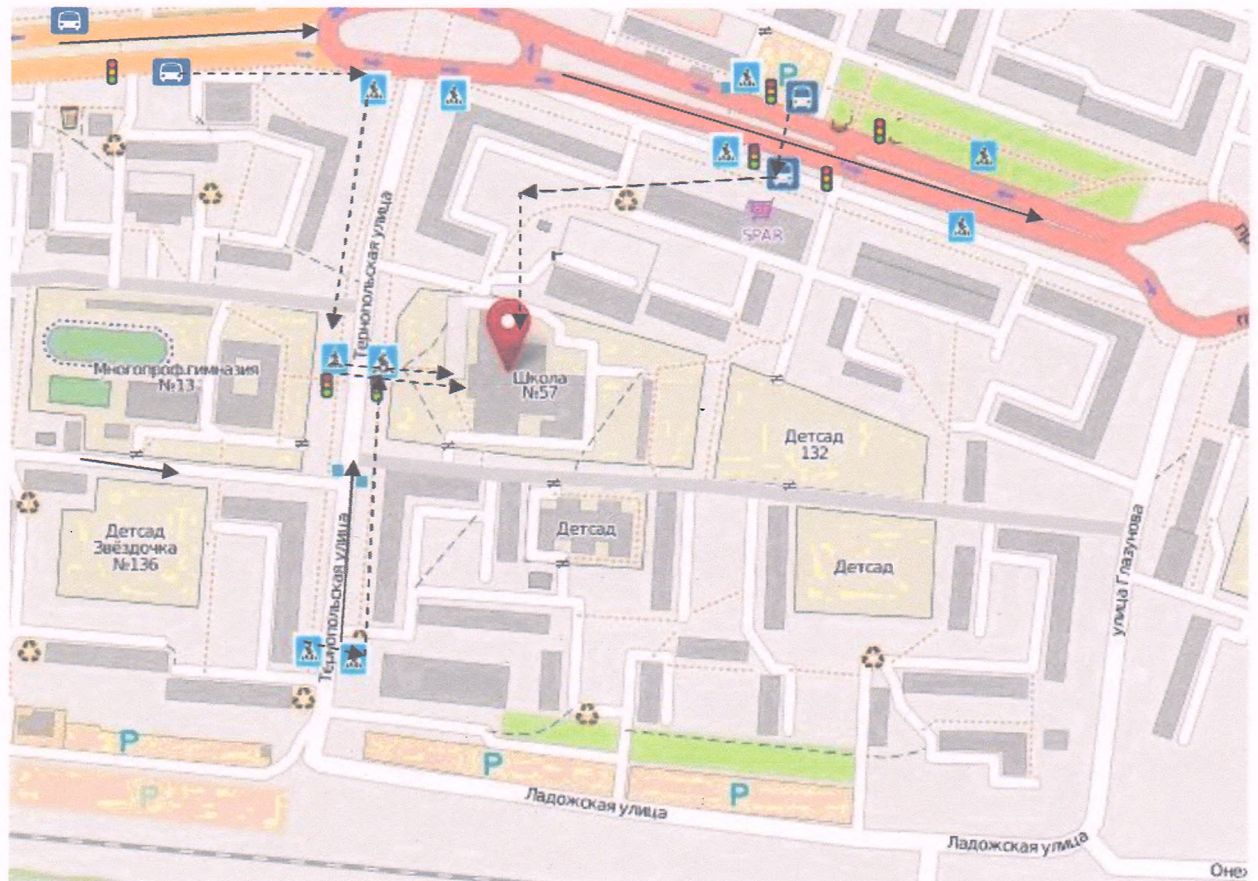 P
SPAR
Тернопольская улица
Многопроф.гимназия
№13
Школа
№57
Детсад
132
Детсад
Звёздочка
№136
Детсад
Детсад
улица Глазунова
Тернопольская улица
P
P
P
P
Ладожская улица
Ладожская улица